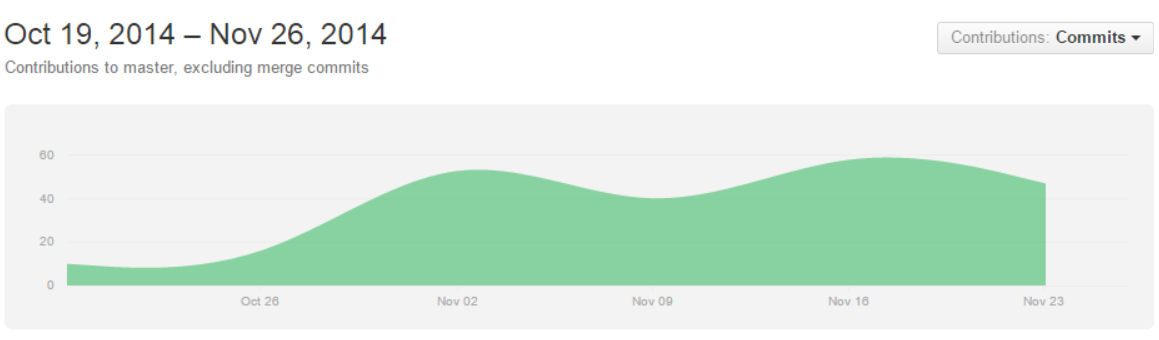 Oct 19, 2014 – Nov 26, 2014
Contributions: Commits
Contributions to master, excluding merge commits
60
40
20
0
Oct 26 Nov 02 Nov 09 Nov 16 Nov 23